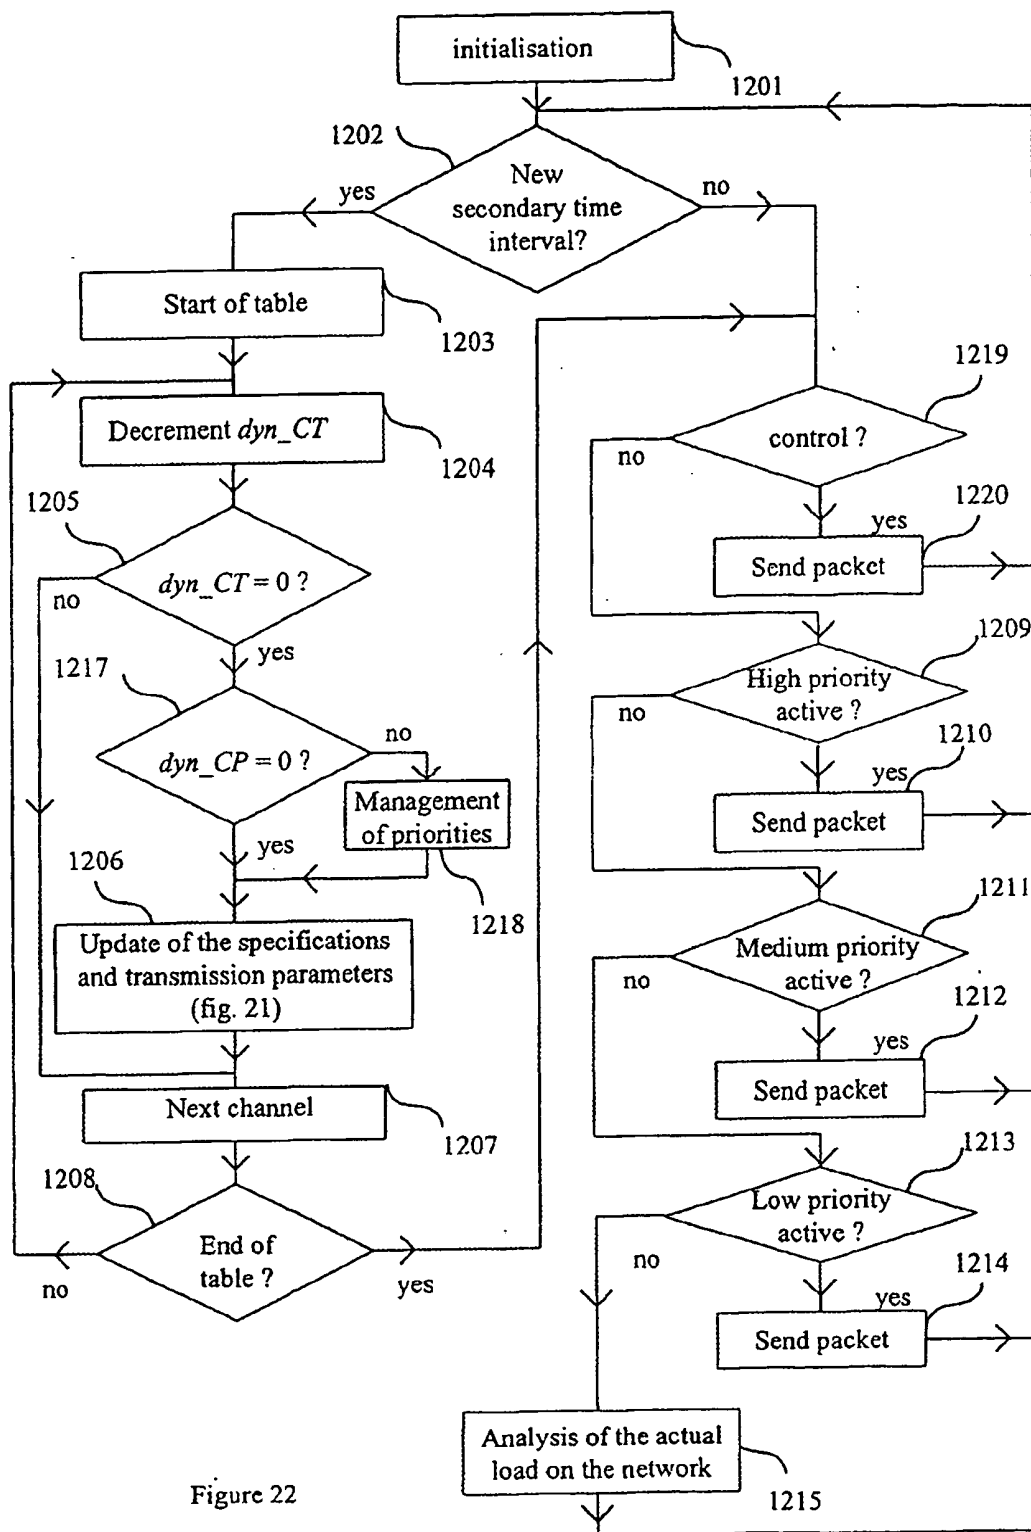 initialisation
1201
1202
New
secondary time
interval?
yes
no
Start of table
1203
Decrement dyn_CT
1204
1205
dyn_CT = 0 ?
no
yes
1217
dyn_CP = 0 ?
no
Management
of priorities
yes
1206
1218
Update of the specifications
and transmission parameters
(fig. 21)
Next channel
1207
1208
End of
table ?
no
yes
1219
control ?
no
yes
1220
Send packet
1209
High priority
active ?
no
yes
1210
Send packet
1211
Medium priority
active ?
no
yes
1212
Send packet
1213
Low priority
active ?
no
yes
1214
Send packet
Analysis of the actual
load on the network
1215
Figure 22